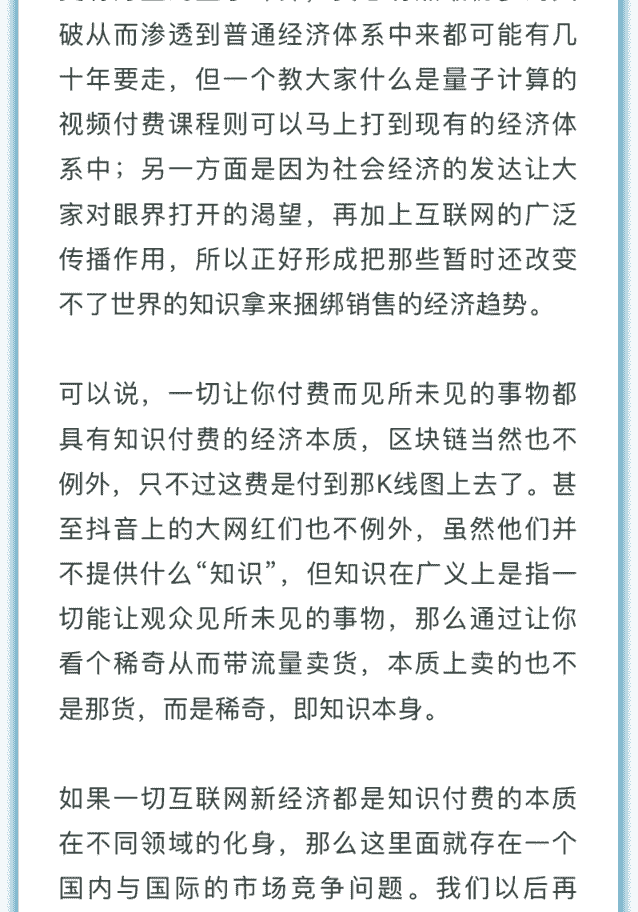 破从而渗透到普通经济体系中来都可能有几
十年要走，但一个教大家什么是量子计算的
视频付费课程则可以马上打到现有的经济体
系中；另一方面是因为社会经济的发达让大
家对眼界打开的渴望，再加上互联网的广泛
传播作用，所以正好形成把那些暂时还改变
不了世界的知识拿来捆绑销售的经济趋势。
可以说，一切让你付费而见所未见的事物都
具有知识付费的经济本质，区块链当然也不
例外，只不过这费是付到那K线图上去了。甚
至抖音上的大网红们也不例外，虽然他们并
不提供什么“知识”，但知识在广义上是指一
切能让观众见所未见的事物，那么通过让你
看个稀奇从而带流量卖货，本质上卖的也不
是那货，而是稀奇，即知识本身。
如果一切互联网新经济都是知识付费的本质
在不同领域的化身，那么这里面就存在一个
国内与国际的市场竞争问题。我们以后再